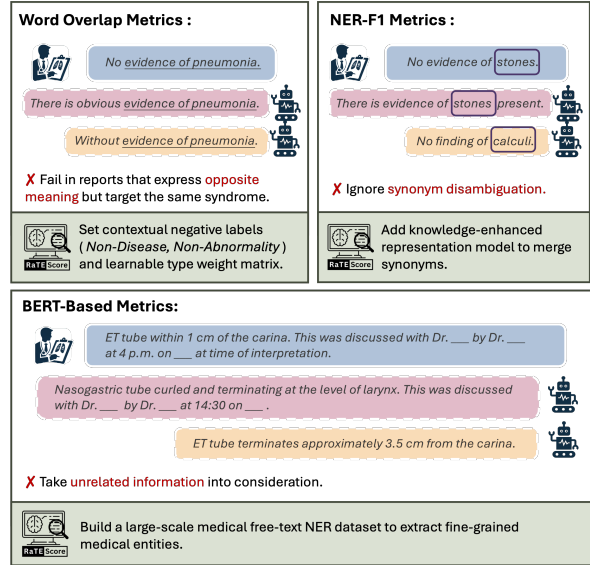 Word Overlap Metrics :
No evidence of pneumonia.
There is obvious evidence of pneumonia.
Without evidence of pneumonia.
✗ Fail in reports that express opposite
meaning but target the same syndrome.
RaTE Score
Set contextual negative labels
( Non-Disease, Non-Abnormality )
and learnable type weight matrix.
NER-F1 Metrics :
No evidence of stones.
There is evidence of stones present.
No finding of calculi.
✗ Ignore synonym disambiguation.
RaTE Score
Add knowledge-enhanced
representation model to merge
synonyms.
BERT-Based Metrics:
ET tube within 1 cm of the carina. This was discussed with Dr. ___ by Dr. ___
at 4 p.m. on ___ at time of interpretation.
Nasogastric tube curled and terminating at the level of larynx. This was discussed
with Dr. ___ by Dr. ___ at 14:30 on ___ .
ET tube terminates approximately 3.5 cm from the carina.
✗ Take unrelated information into consideration.
RaTE Score
Build a large-scale medical free-text NER dataset to extract fine-grained
medical entities.